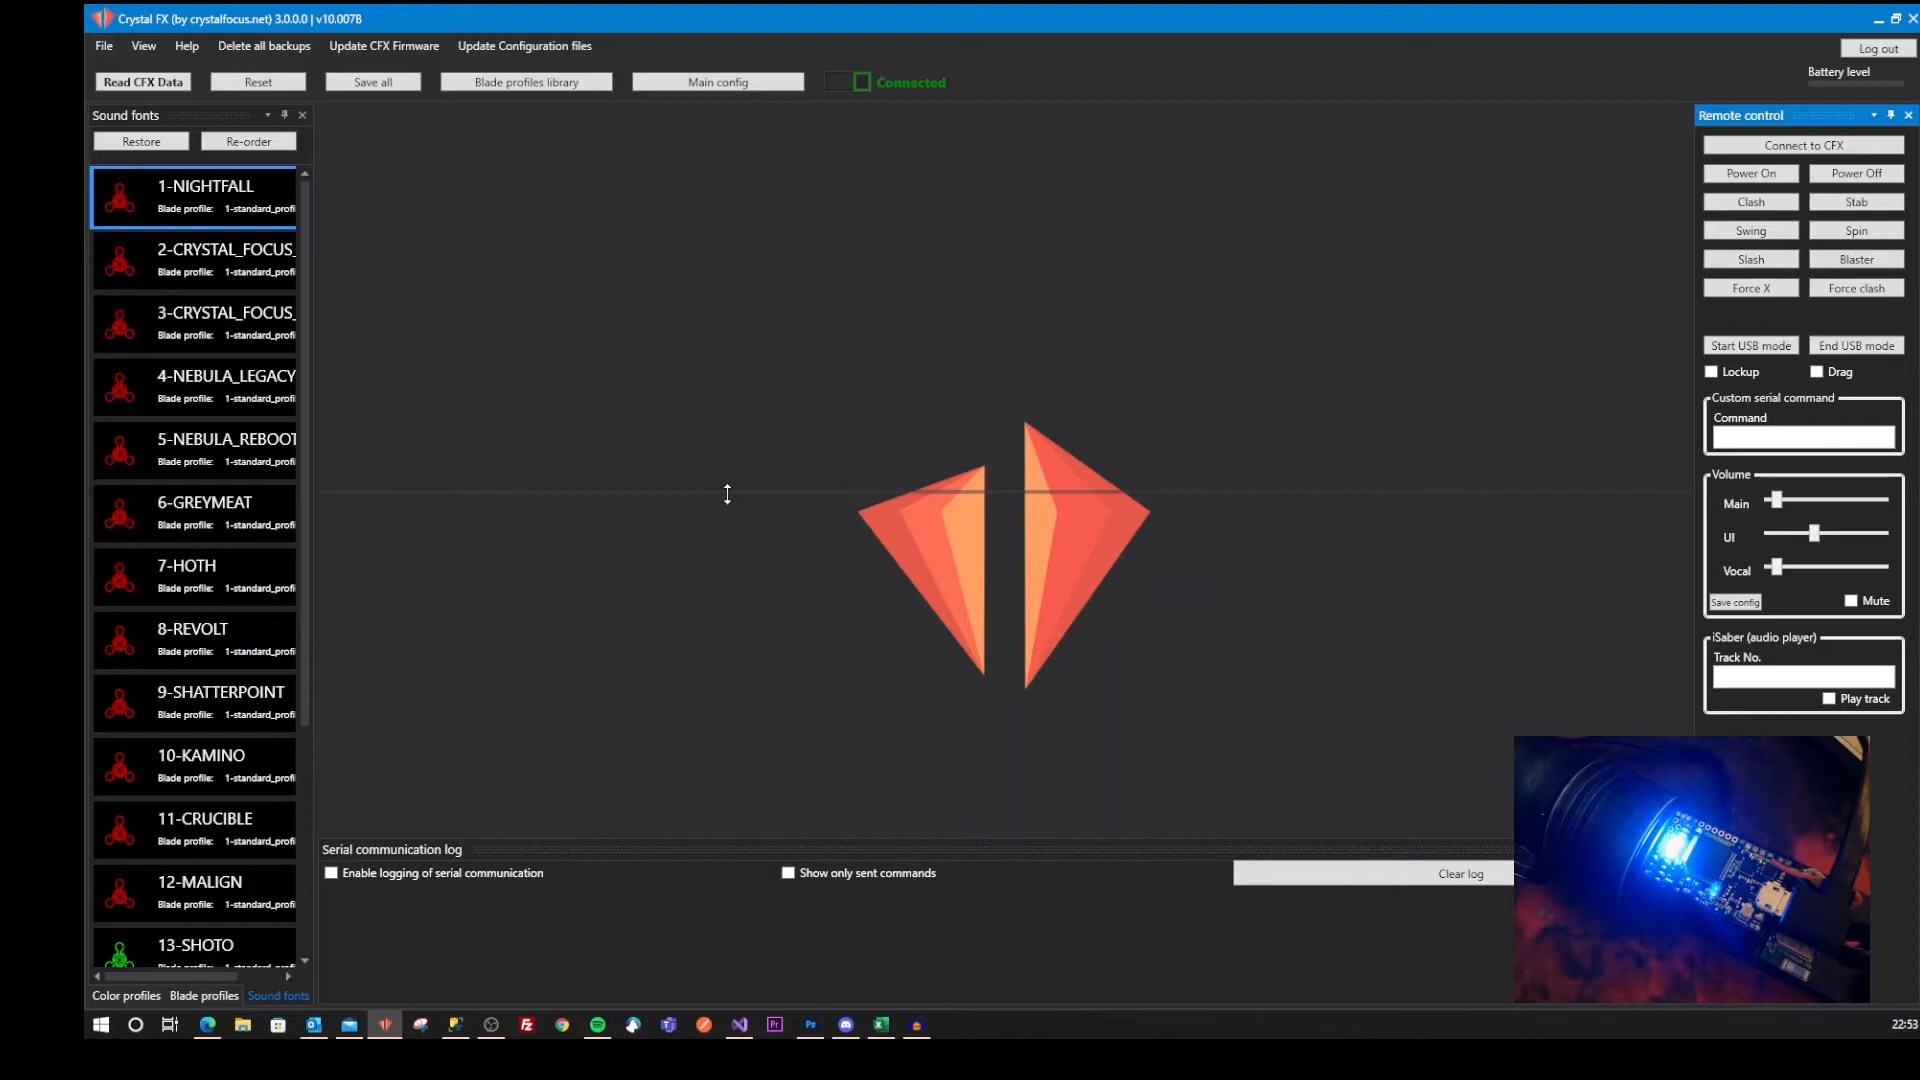 Crystal FX (by crystalfocus.net) 3.0.0.0 | v10.007B
File View Help Delete all backups Update CFX Firmware Update Configuration files
Log out
Read CFX Data Reset Save all Blade profiles library Main config Connected
Battery level
Sound fonts
Restore Re-order
1-NIGHTFALL
Blade profile: 1-standard_profi
2-CRYSTAL_FOCUS_
Blade profile: 1-standard_profi
3-CRYSTAL_FOCUS_
Blade profile: 1-standard_profi
4-NEBULA_LEGACY
Blade profile: 1-standard_profi
5-NEBULA_REBOOT
Blade profile: 1-standard_profi
6-GREYMEAT
Blade profile: 1-standard_profi
7-HOTH
Blade profile: 1-standard_profi
8-REVOLT
Blade profile: 1-standard_profi
9-SHATTERPOINT
Blade profile: 1-standard_profi
10-KAMINO
Blade profile: 1-standard_profi
11-CRUCIBLE
Blade profile: 1-standard_profi
12-MALIGN
Blade profile: 1-standard_profi
13-SHOTO
Color profiles Blade profiles Sound fonts
Serial communication log
Enable logging of serial communication Show only sent commands Clear log
Remote control
Connect to CFX
Power On Power Off
Clash Stab
Swing Spin
Slash Blaster
Force X Force clash
Start USB mode End USB mode
Lockup Drag
Custom serial command
Command
Volume
Main
UI
Vocal
Save config Mute
iSaber (audio player)
Track No.
Play track
Fz Pr Ps
22:53